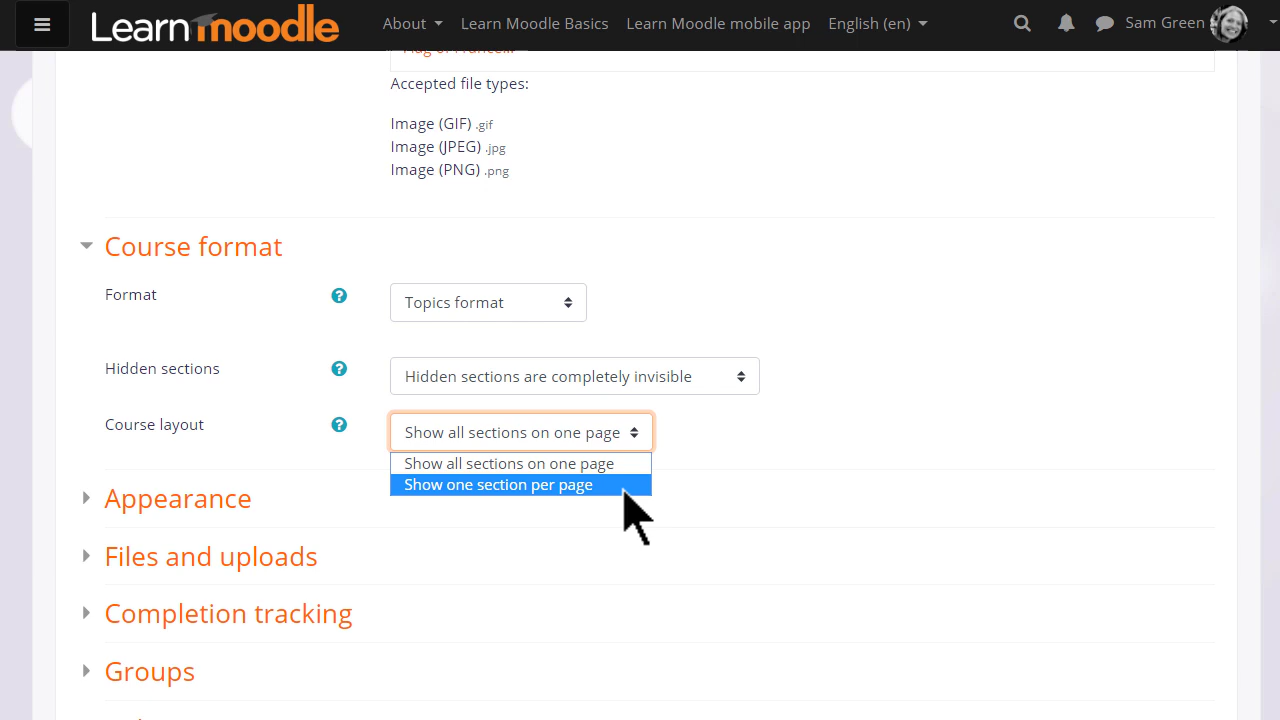 Learn moodle
About
Learn Moodle Basics
Learn Moodle mobile app
English (en)
Sam Green
Accepted file types:
Image (GIF) .gif
Image (JPEG) .jpg
Image (PNG) .png
Course format
Format
Topics format
Hidden sections
Hidden sections are completely invisible
Course layout
Show all sections on one page
Show all sections on one page
Show one section per page
Appearance
Files and uploads
Completion tracking
Groups